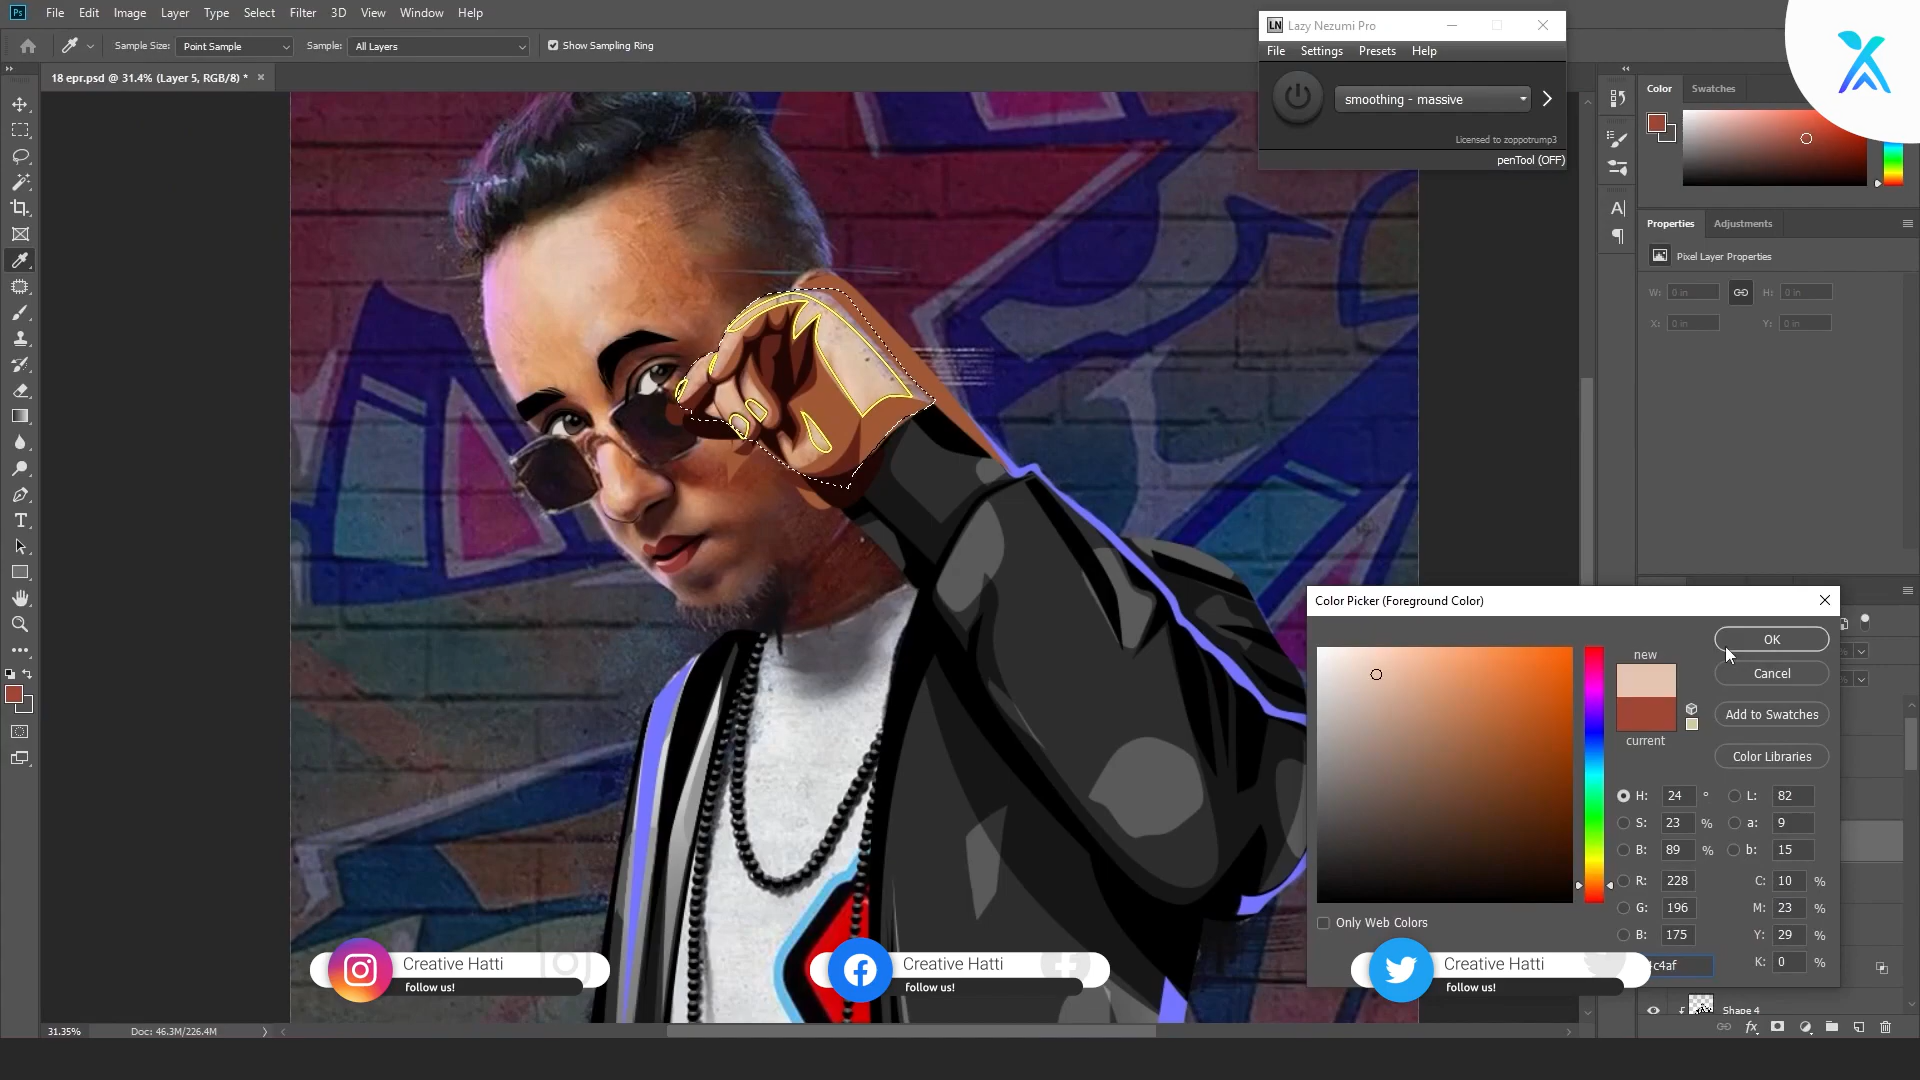 Ps File Edit Image Layer Type Select Filter 3D View Window Help
Sample Size: Point Sample Sample: All Layers Show Sampling Ring
18 epr.psd @ 31.4% (Layer 5, RGB/8) *
LN Lazy Nezumi Pro
File Settings Presets Help
smoothing - massive
Licensed to zoppotrump3
penTool (OFF)
Color Swatches
Properties Adjustments
Pixel Layer Properties
W: 0 in H: 0 in
X: 0 in Y: 0 in
Color Picker (Foreground Color)
new
current
OK
Cancel
Add to Swatches
Color Libraries
H: 24 ° L: 82
S: 23 % a: 9
B: 89 % b: 15
R: 228 C: 10 %
G: 196 M: 23 %
B: 175 Y: 29 %
c4af K: 0 %
Only Web Colors
Creative Hatti
follow us!
Creative Hatti
follow us!
Creative Hatti
follow us!
Shape 4
fx
31.35% Doc: 46.3M/226.4M